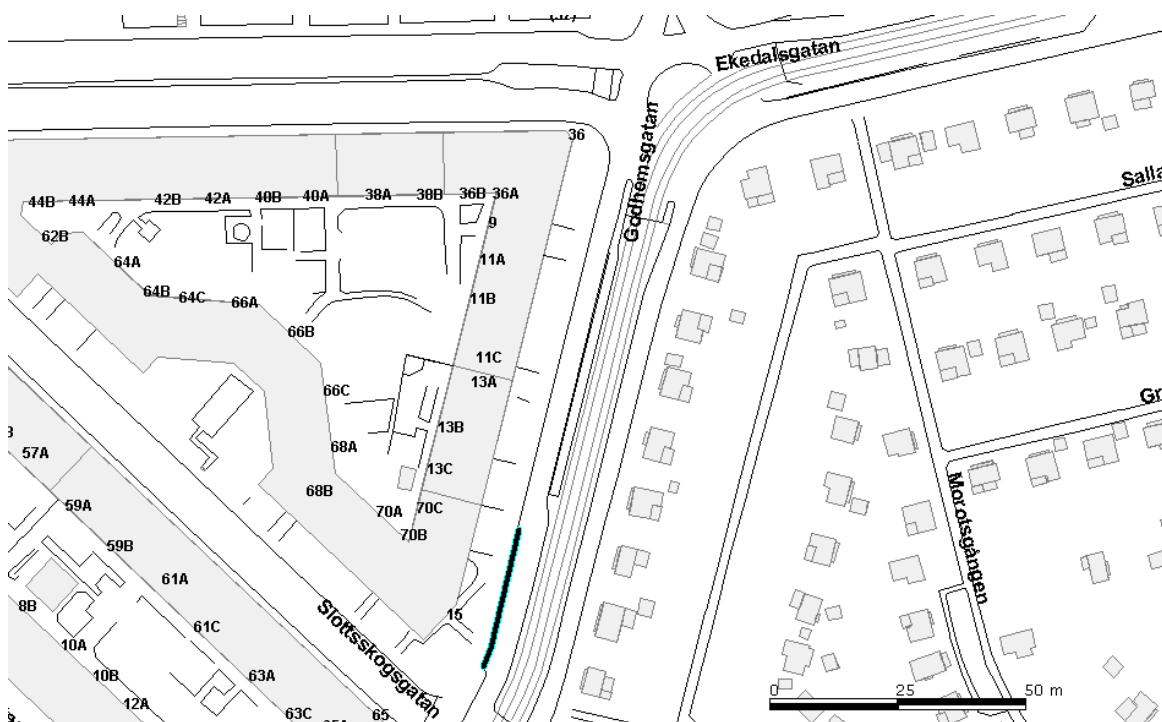 Ekedalsgatan
Godhemsgatan
36
44B
44A
42B
42A
40B
40A
38A
38B
36B
36A
Salla
9
62B
64A
11A
64B
64C
66A
11B
66B
11C
13A
66C
Gr
13B
57A
68A
13C
68B
Morotsgången
59A
70A
70C
70B
59B
61A
8B
Slottsskogsgatan
15
61C
10A
10B
63A
12A
63C
65
0
25
50 m